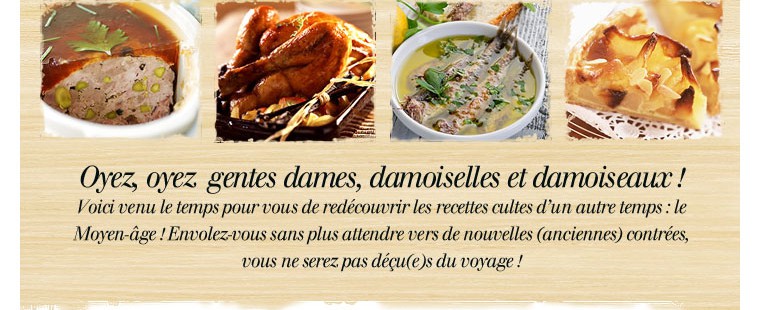 Oyez, oyez gentes dames, damoiselles et damoiseaux !
Voici venu le temps pour vous de redécouvrir les recettes cultes d'un autre temps : le
Moyen-âge ! Envolez-vous sans plus attendre vers de nouvelles (anciennes) contrées,
vous ne serez pas déçu(e)s du voyage !